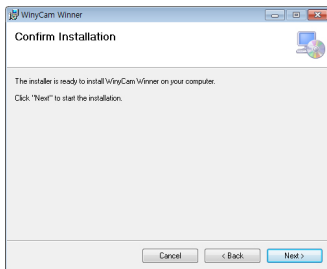 WinyCam Winner
Confirm Installation
The installer is ready to install WinyCam Winner on your computer.
Click "Next" to start the installation.
Cancel
< Back
Next >